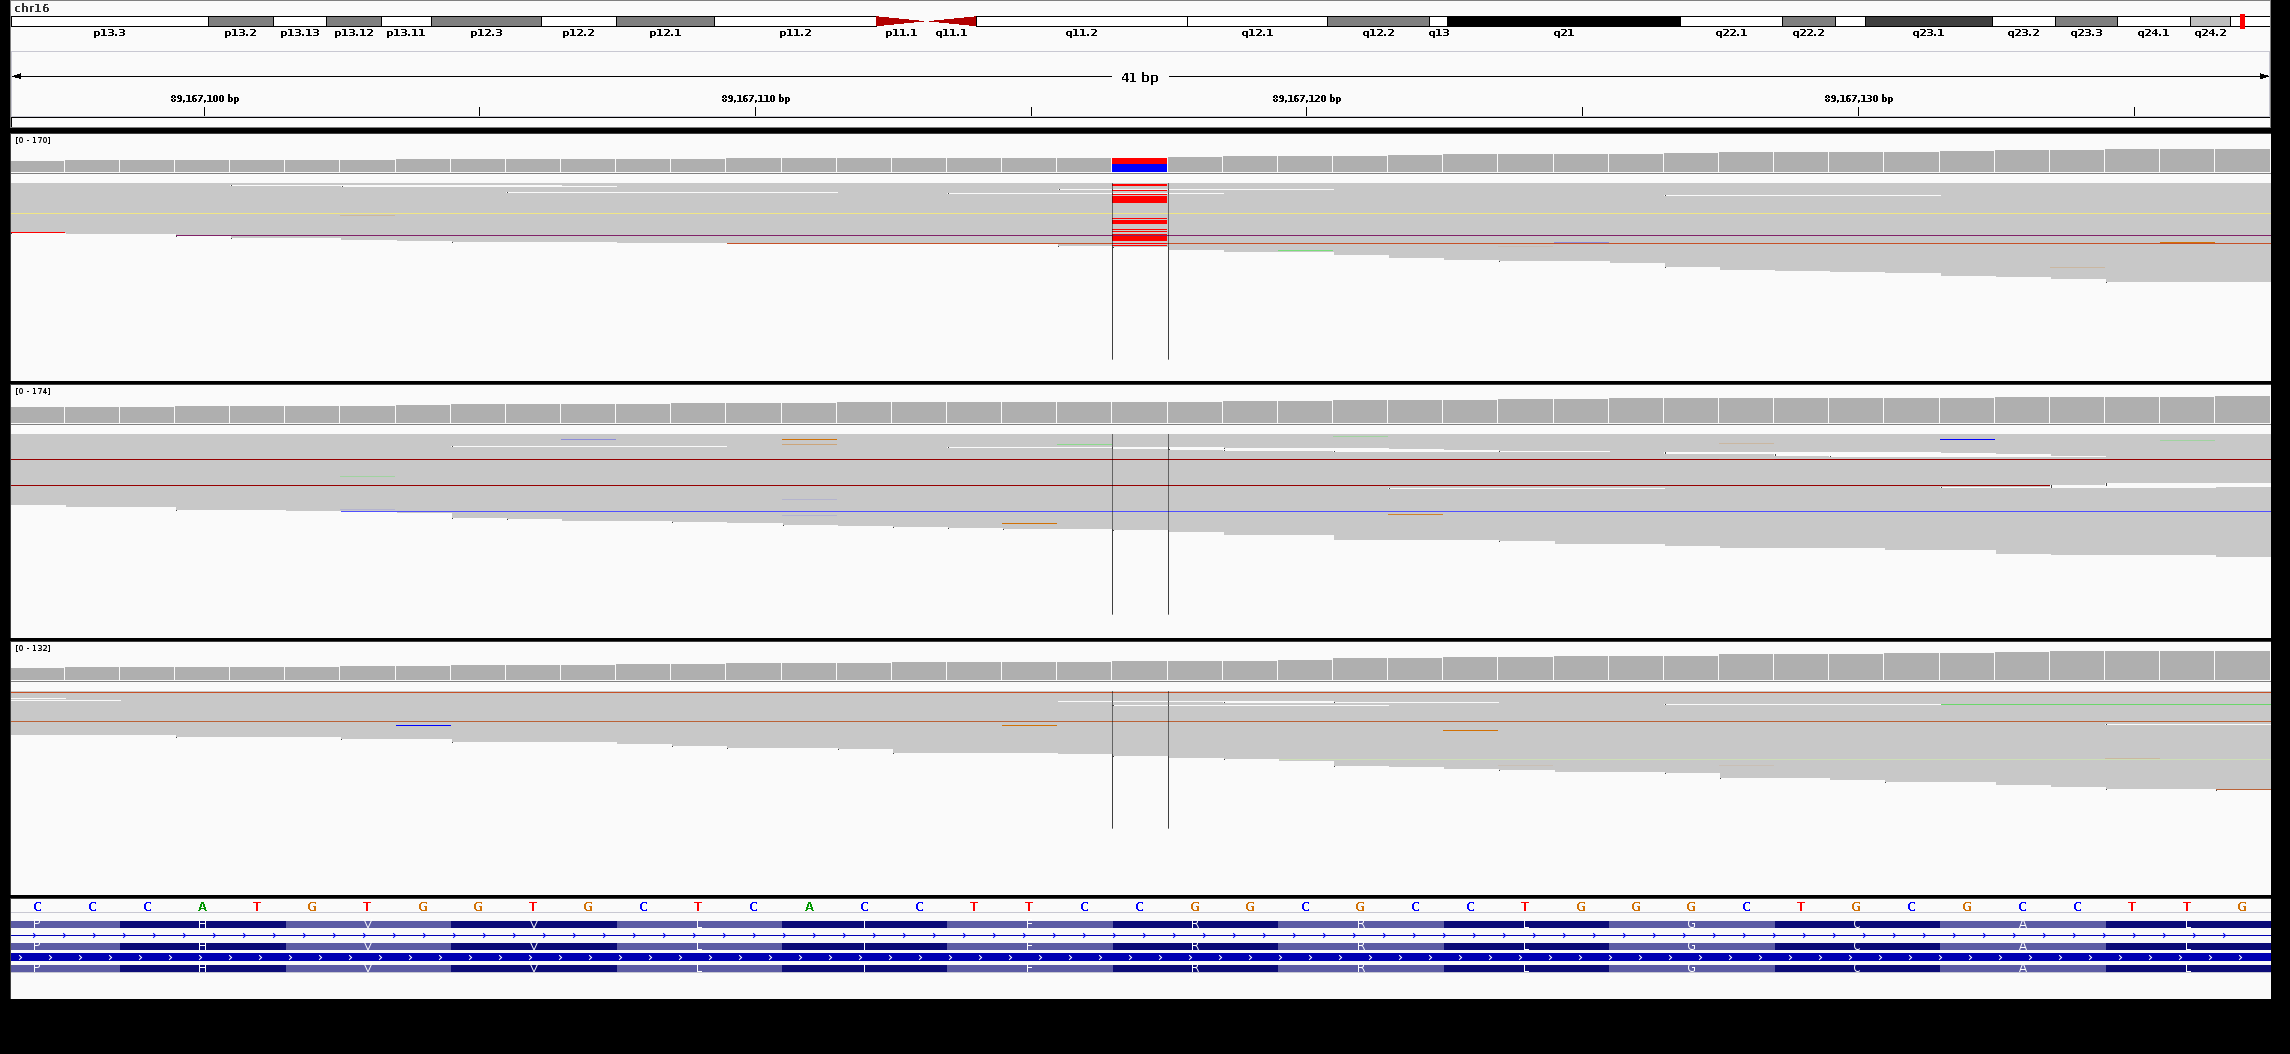 chr16
p13.3 p13.2 p13.13 p13.12 p13.11 p12.3 p12.2 p12.1 p11.2 p11.1 q11.1 q11.2 q12.1 q12.2 q13 q21 q22.1 q22.2 q23.1 q23.2 q23.3 q24.1 q24.2
41 bp
89,167,100 bp 89,167,110 bp 89,167,120 bp 89,167,130 bp
[0 - 170]
[0 - 174]
[0 - 132]
C C C A T G T G G T G C T C A C C T T C C G G C G C C T G G G C T G C G C C T T G
P H V V L T F R R L G C A L
P H V V L T F R R L G C A L
P H V V L T F R R L G C A L